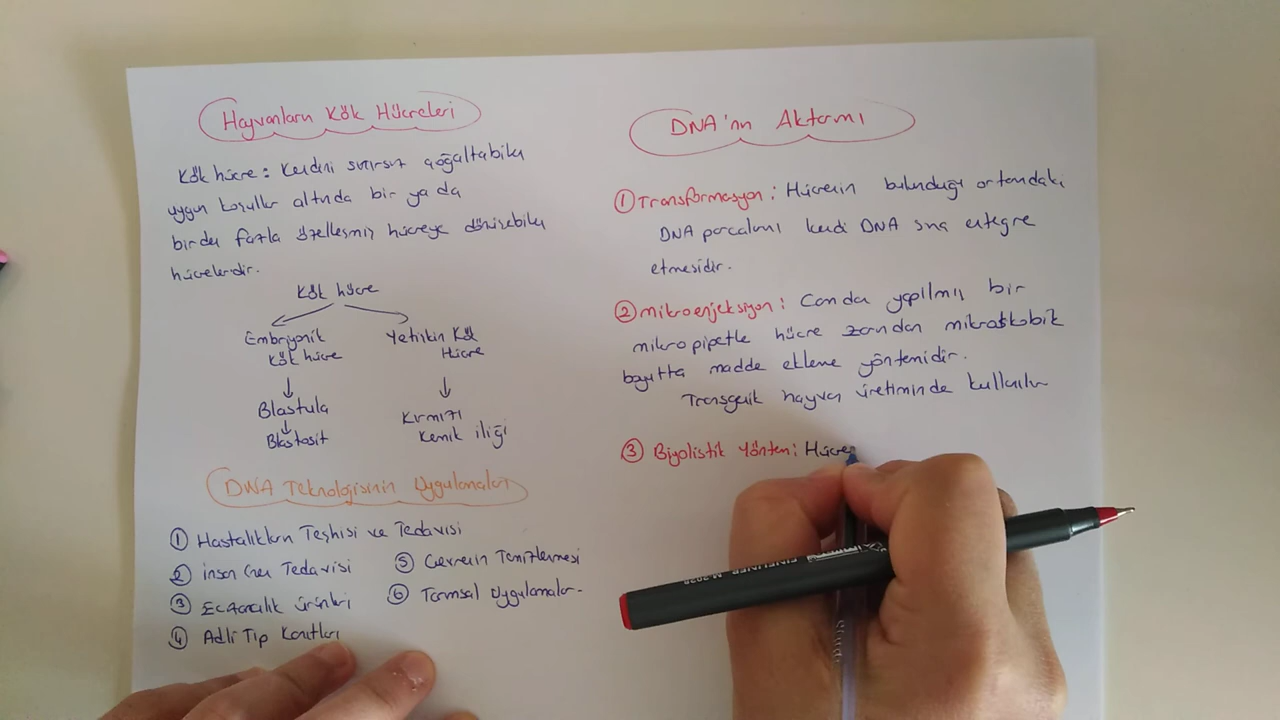 Hayvanların Kök Hücreleri
Kök hücre : Kendini sınırsız çoğaltabilen
uygun koşullar altında bir ya da
birden fazla özelleşmiş hücreye dönüşebilen
hücrelerdir.
Kök hücre
Embriyonik
Kök hücre
Blastula
Blastosit
Yetişkin Kök
Hücre
Kırmızı
Kemik iliği
DNA Teknolojisinin Uygulamaları
① Hastalıkların Teşhisi ve Tedavisi
② insan Gen Tedavisi
③ Eczacılık ürünleri
④ Adli Tıp Kanıtları
⑤ Çevrenin Temizlenmesi
⑥ Tarımsal Uygulamalar.
DNA'nın Aktarımı
① Transformasyon : Hücrenin bulunduğu ortamdaki
DNA parçalarını kendi DNA sına entegre
etmesidir.
② mikroenjeksiyon : Camdan yapılmış bir
mikropipetle hücre zarından mikroskobik
boyutta madde ekleme yöntemidir.
Transgenik hayvan üretiminde kullanılır
③ Biyolistik Yöntem : Hücre
FINELINER